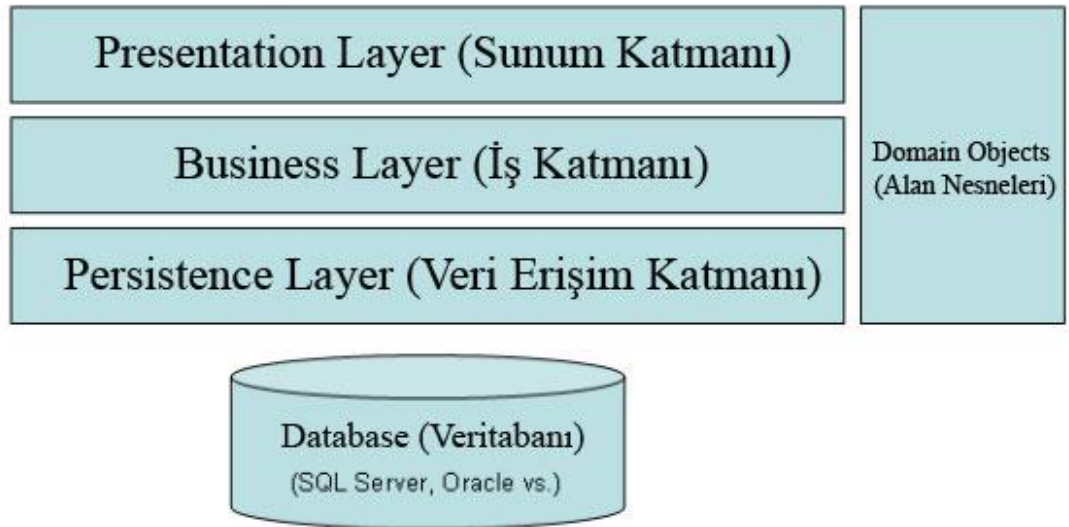 Presentation Layer (Sunum Katmanı)
Business Layer (İş Katmanı)
Persistence Layer (Veri Erişim Katmanı)
Domain Objects
(Alan Nesneleri)
Database (Veritabanı)
(SQL Server, Oracle vs.)